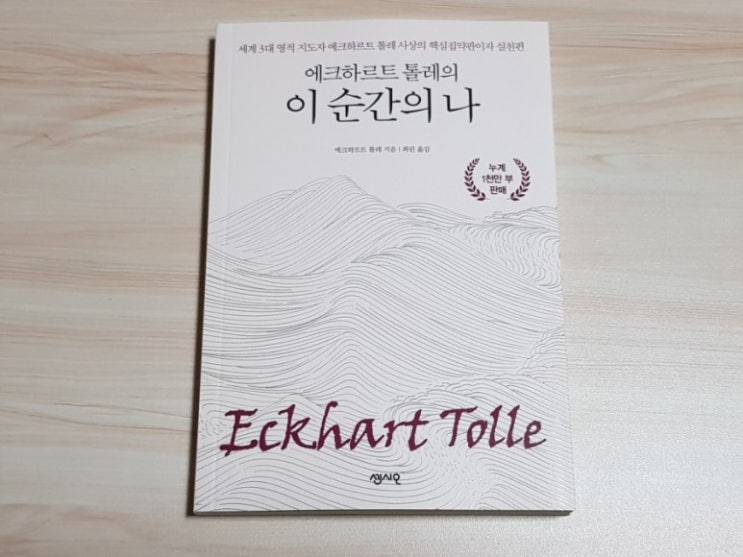 세계 3대 영적 지도자 에크하르트 톨레 사상의 핵심집약판이자 실천편
에크하르트 톨레의
이 순간의 나
에크하르트 톨레 지음 | 최린 옮김
누계
1천만 부
판매
Eckhart Tolle
센시오